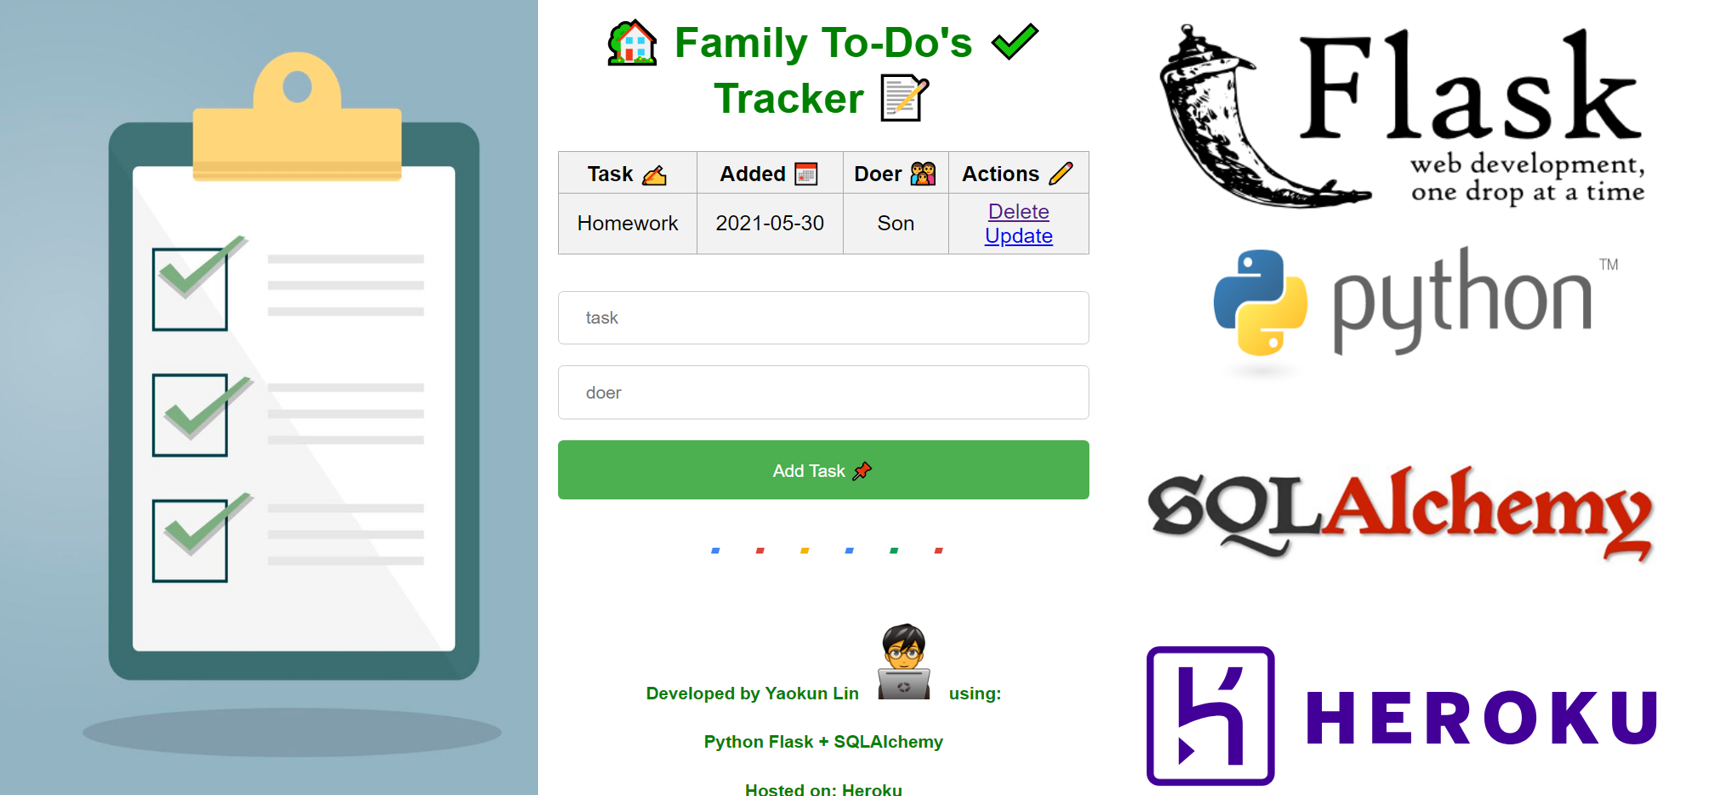 Family To-Do's
Tracker
Task Added Doer Actions
Homework 2021-05-30 Son Delete
Update
task
doer
Add Task
Developed by Yaokun Lin using:
Python Flask + SQLAlchemy
Hosted on: Heroku
Flask
web development,
one drop at a time
python TM
SQLAlchemy
HEROKU